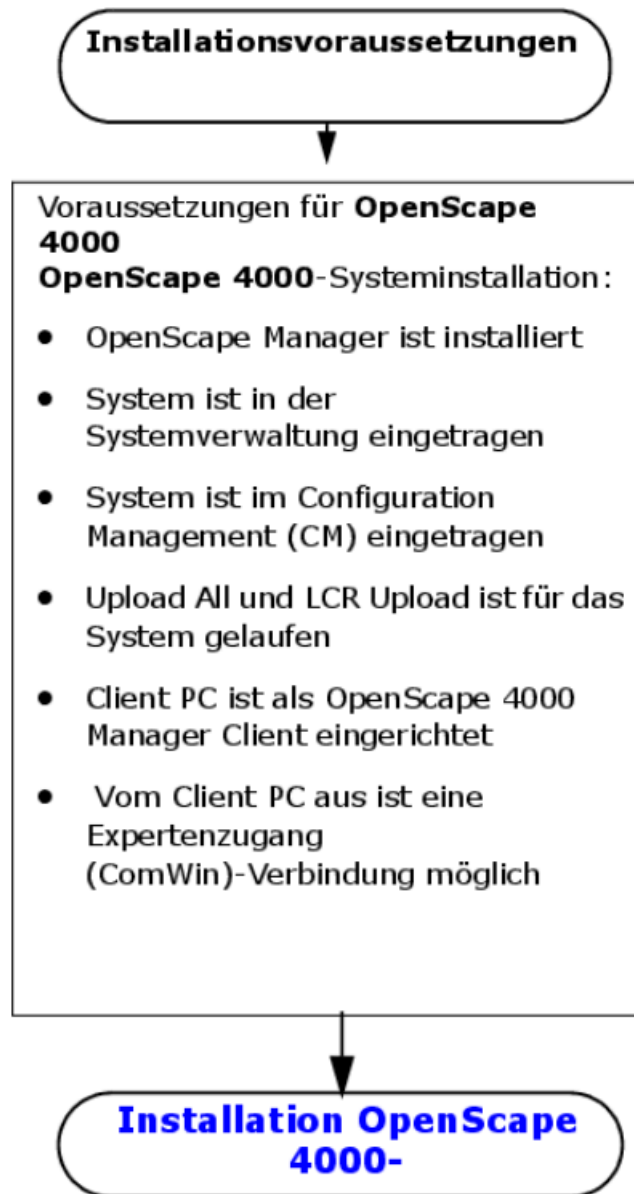 Installationsvoraussetzungen
Voraussetzungen für OpenScape
4000
OpenScape 4000-Systeminstallation:
• OpenScape Manager ist installiert
• System ist in der
Systemverwaltung eingetragen
• System ist im Configuration
Management (CM) eingetragen
• Upload All und LCR Upload ist für das
System gelaufen
• Client PC ist als OpenScape 4000
Manager Client eingerichtet
• Vom Client PC aus ist eine
Expertenzugang
(ComWin)-Verbindung möglich
Installation OpenScape
4000-